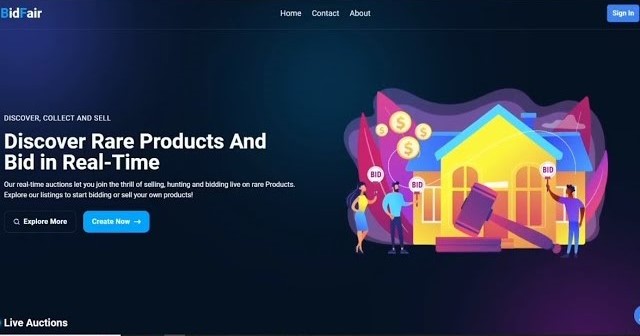 BidFair
Home Contact About
Sign In
DISCOVER, COLLECT AND SELL
Discover Rare Products And
Bid in Real-Time
Our real-time auctions let you join the thrill of selling, hunting and bidding live on rare Products.
Explore our listings to start bidding or sell your own products!
Explore More
Create Now →
$
$
$
$
BID
BID
BID
Live Auctions